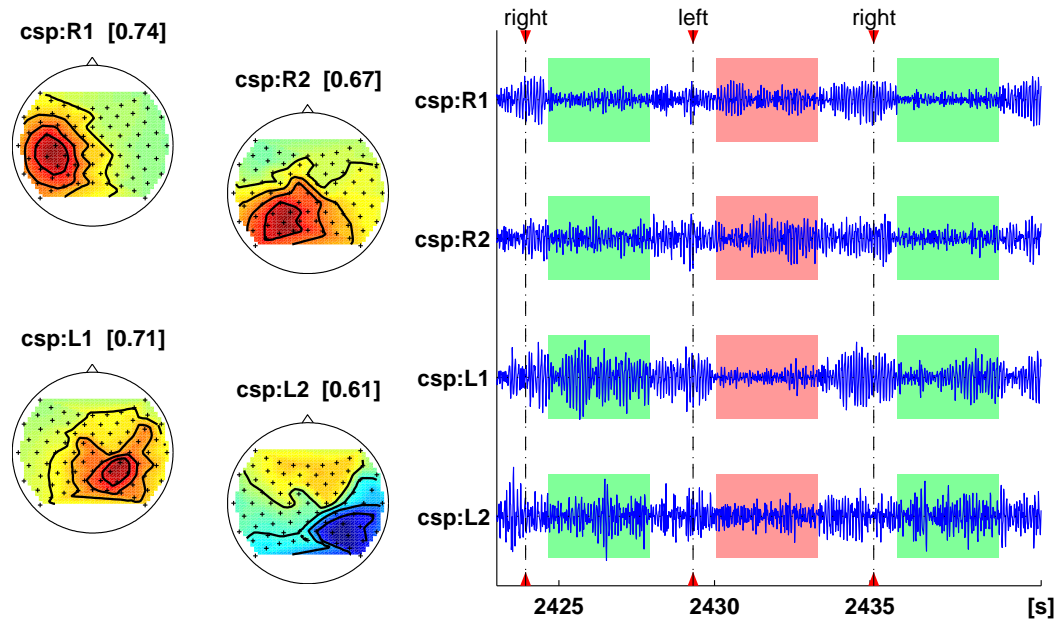 csp:R1 [0.74]
csp:R2 [0.67]
csp:L1 [0.71]
csp:L2 [0.61]
right left right
csp:R1
csp:R2
csp:L1
csp:L2
2425 2430 2435 [s]